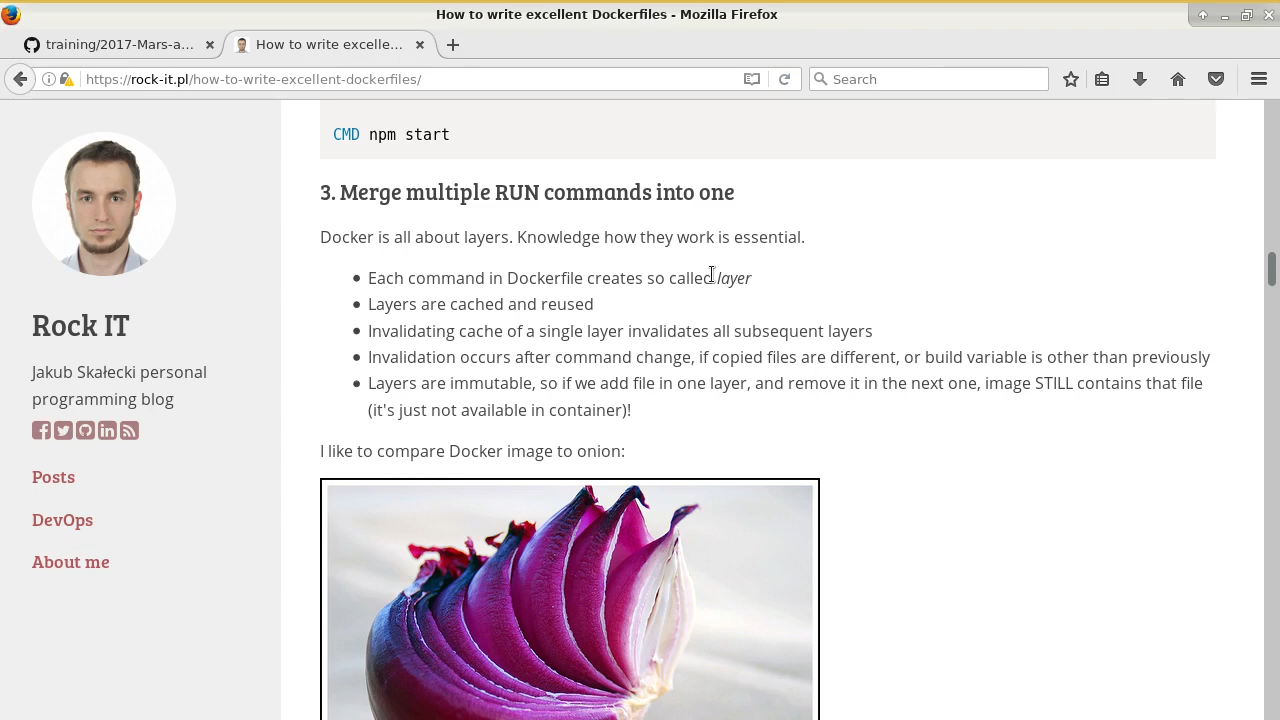 How to write excellent Dockerfiles - Mozilla Firefox
training/2017-Mars-a...
How to write excelle...
https://rock-it.pl/how-to-write-excellent-dockerfiles/
Search
CMD npm start
3. Merge multiple RUN commands into one
Docker is all about layers. Knowledge how they work is essential.
Each command in Dockerfile creates so called layer
Layers are cached and reused
Invalidating cache of a single layer invalidates all subsequent layers
Invalidation occurs after command change, if copied files are different, or build variable is other than previously
Layers are immutable, so if we add file in one layer, and remove it in the next one, image STILL contains that file
(it's just not available in container)!
I like to compare Docker image to onion:
Rock IT
Jakub Skałecki personal
programming blog
Posts
DevOps
About me